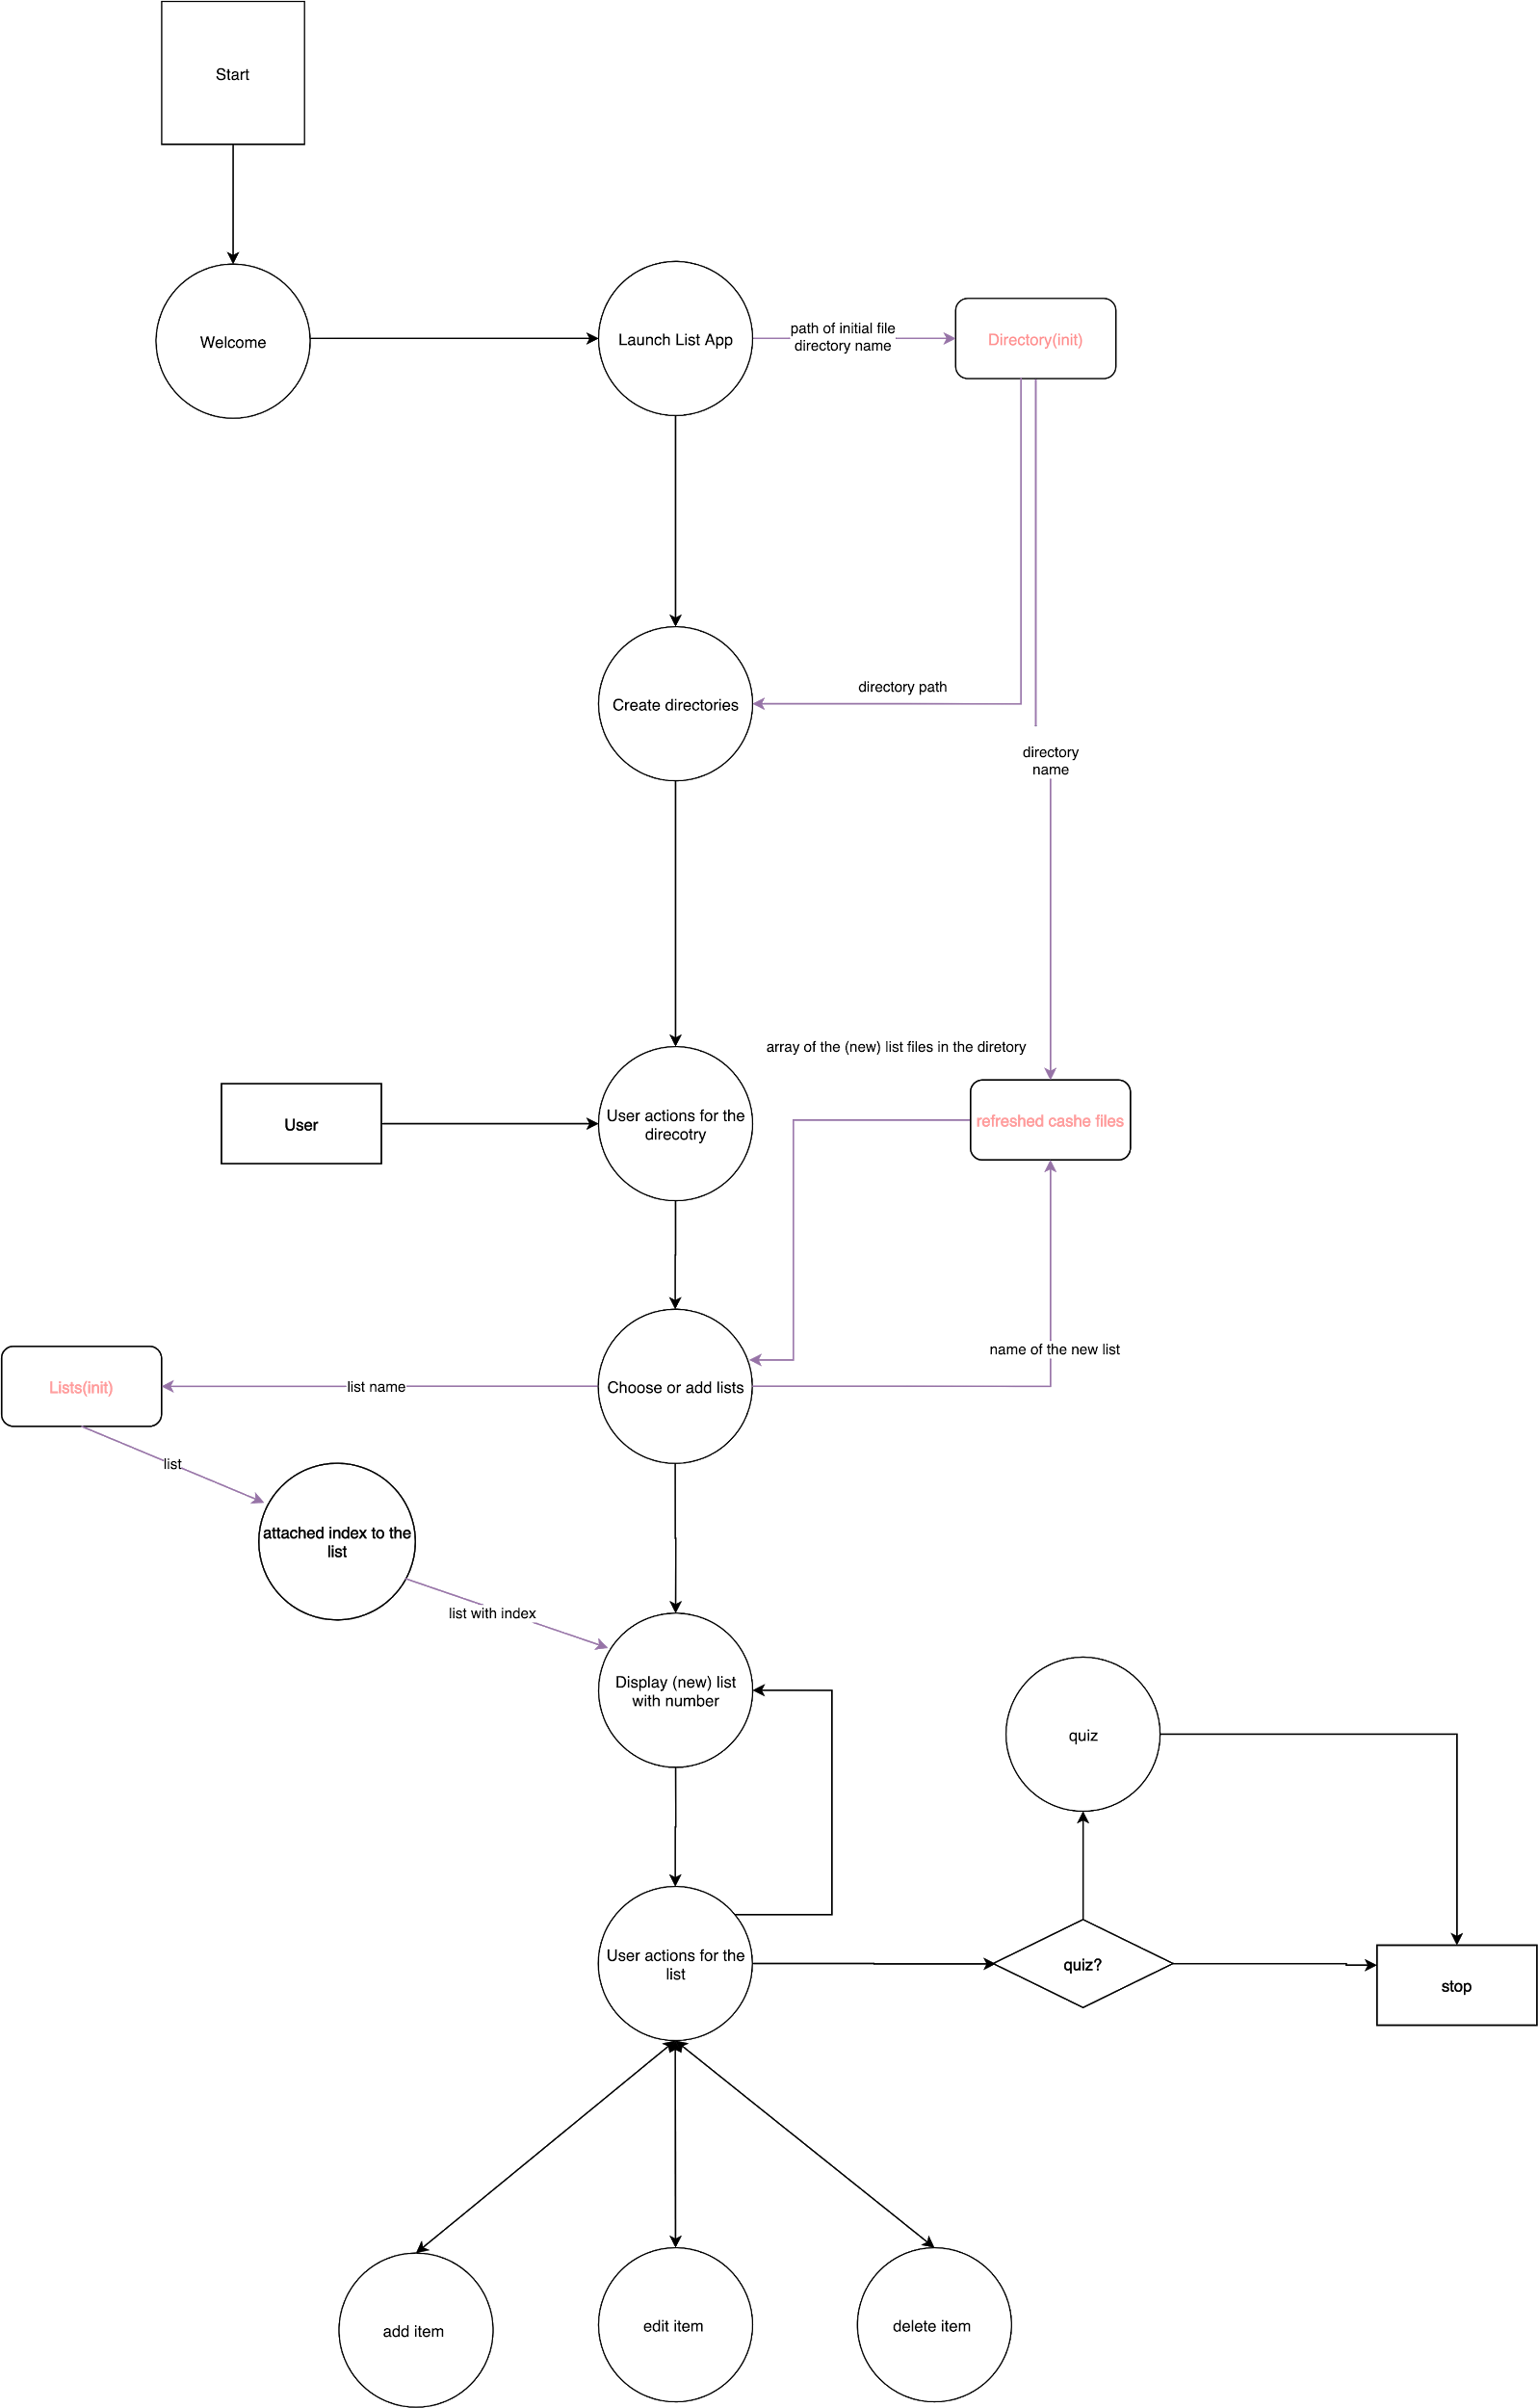 Start
Welcome
Launch List App
path of initial file
directory name
Directory(init)
directory path
Create directories
directory
name
array of the (new) list files in the diretory
User
User actions for the
direcotry
refreshed cashe files
name of the new list
Lists(init)
list name
Choose or add lists
list
attached index to the
list
list with index
Display (new) list
with number
quiz
User actions for the
list
quiz?
stop
add item
edit item
delete item